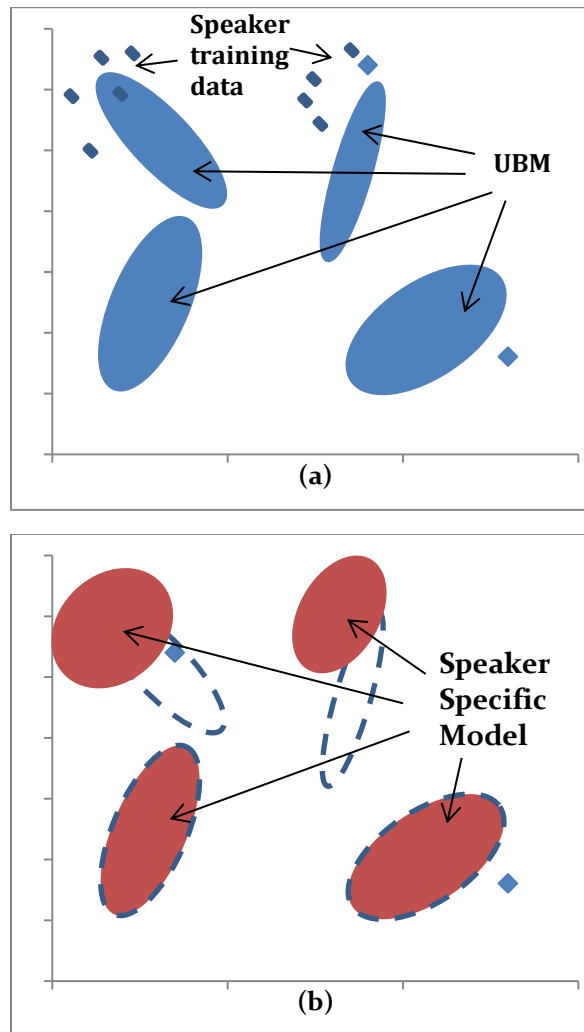 Speaker
training
data
UBM
(a)
Speaker
Specific
Model
(b)